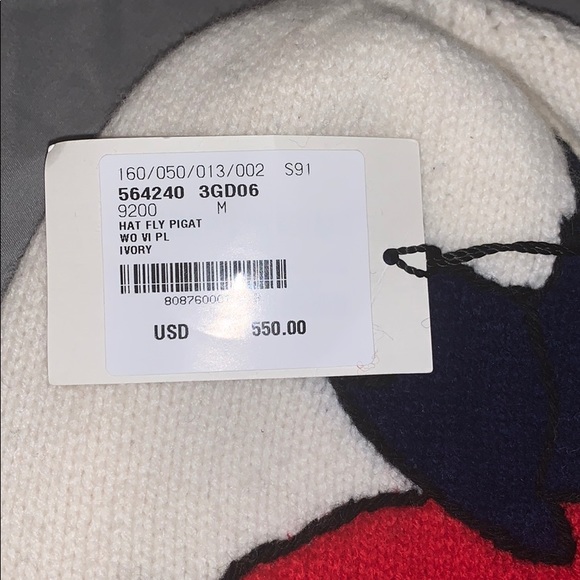 160/050/013/002 S91
564240 3GD06
9200 M
HAT FLY PIGAT
WO VI PL
IVORY
USD 550.00